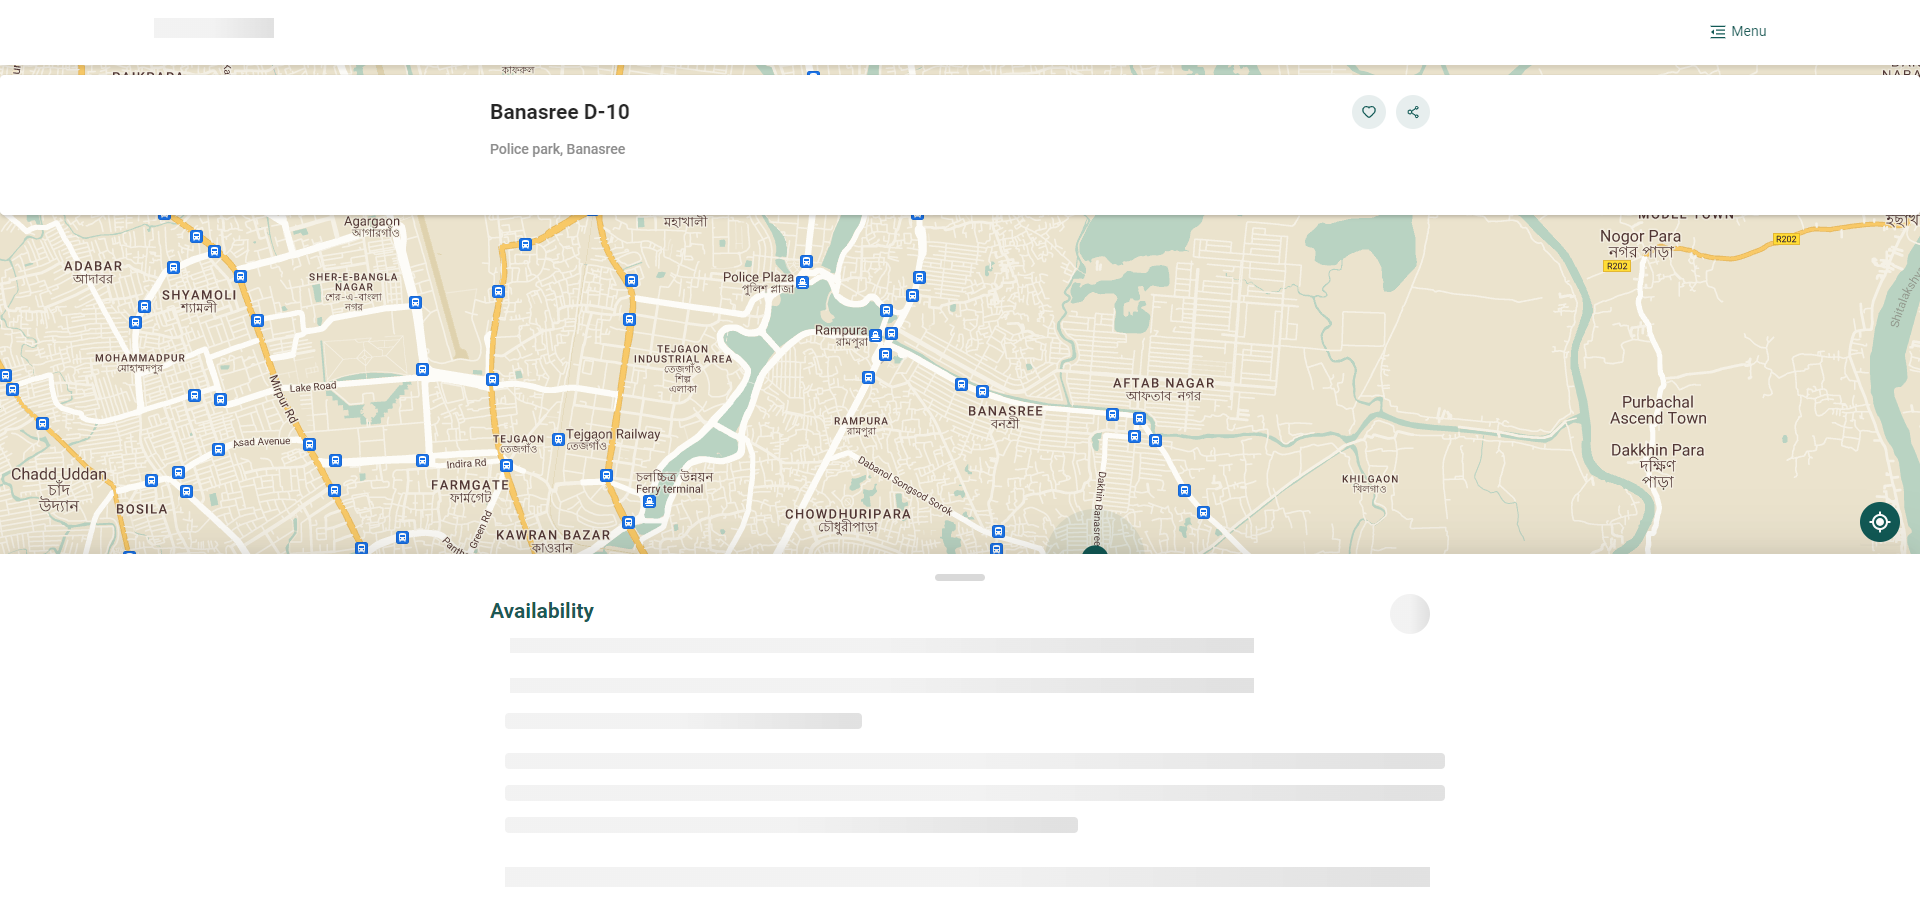 Menu
কাফরুল
Banasree D-10
Police park, Banasree
Agargaon
আগারগাঁও
মহাখালী
MODEL TOWN
Nogor Para
নগর পাড়া
R202
R202
ADABAR
আদাবর
SHER-E-BANGLA
NAGAR
শের-এ-বাংলা
নগর
Police Plaza
পুলিশ প্লাজা
SHYAMOLI
শ্যামলী
Shitalakshya
Rampura
রামপুরা
MOHAMMADPUR
মোহাম্মদপুর
TEJGAON
INDUSTRIAL AREA
তেজগাঁও
শিল্প
এলাকা
Lake Road
Mirpur Rd
AFTAB NAGAR
আফতাব নগর
BANASREE
বনশ্রী
Purbachal
Ascend Town
RAMPURA
রামপুরা
Asad Avenue
TEJGAON
তেজগাঁও
Tejgaon Railway
তেজগাঁও
Dakkhin Para
দক্ষিণ
পাড়া
Indira Rd
Chadd Uddan
চাঁদ
উদ্যান
চলচ্চিত্র উন্নয়ন
Ferry terminal
Dabanol Songsod Sorok
Dakhin Banasree
KHILGAON
খিলগাঁও
FARMGATE
ফার্মগেট
BOSILA
CHOWDHURIPARA
চৌধুরীপাড়া
Green Rd
KAWRAN BAZAR
কাওরান
Availability